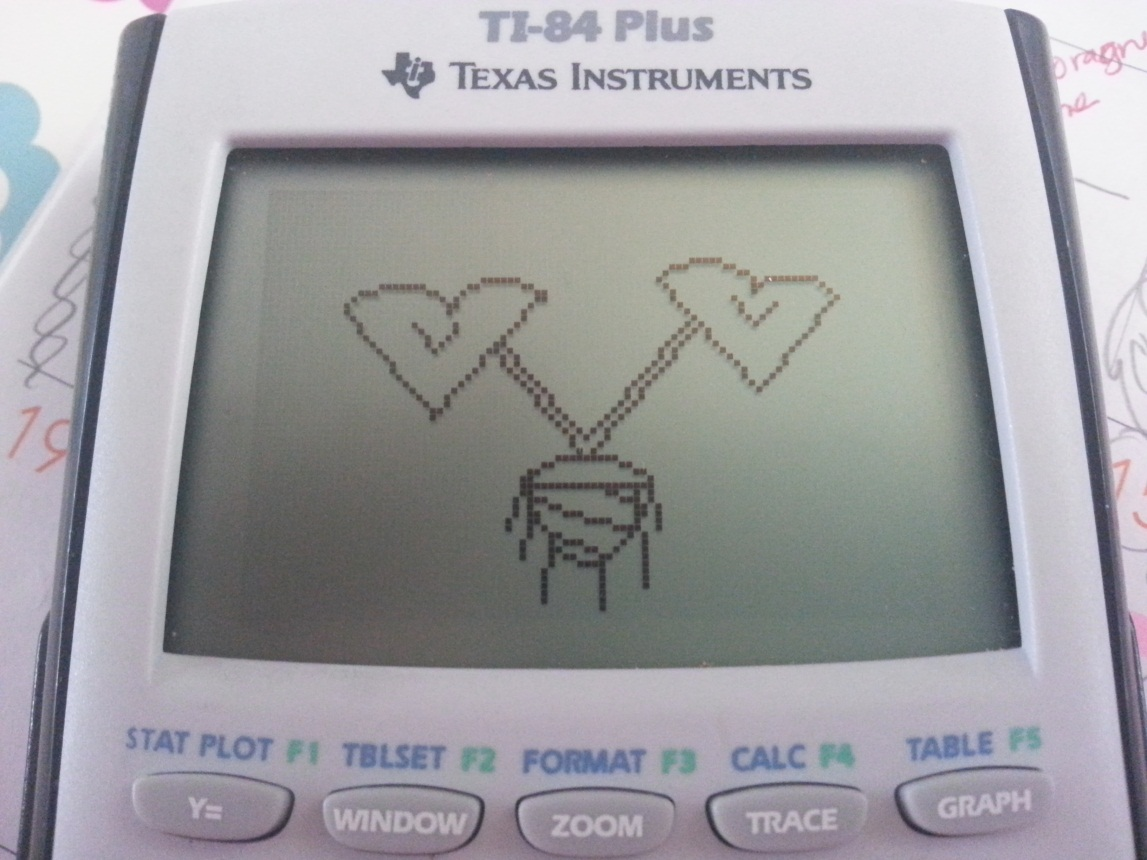 TI-84 Plus
TEXAS INSTRUMENTS
STAT PLOT F1 TBLSET F2 FORMAT F3 CALC F4 TABLE F5
Y= WINDOW ZOOM TRACE GRAPH
19